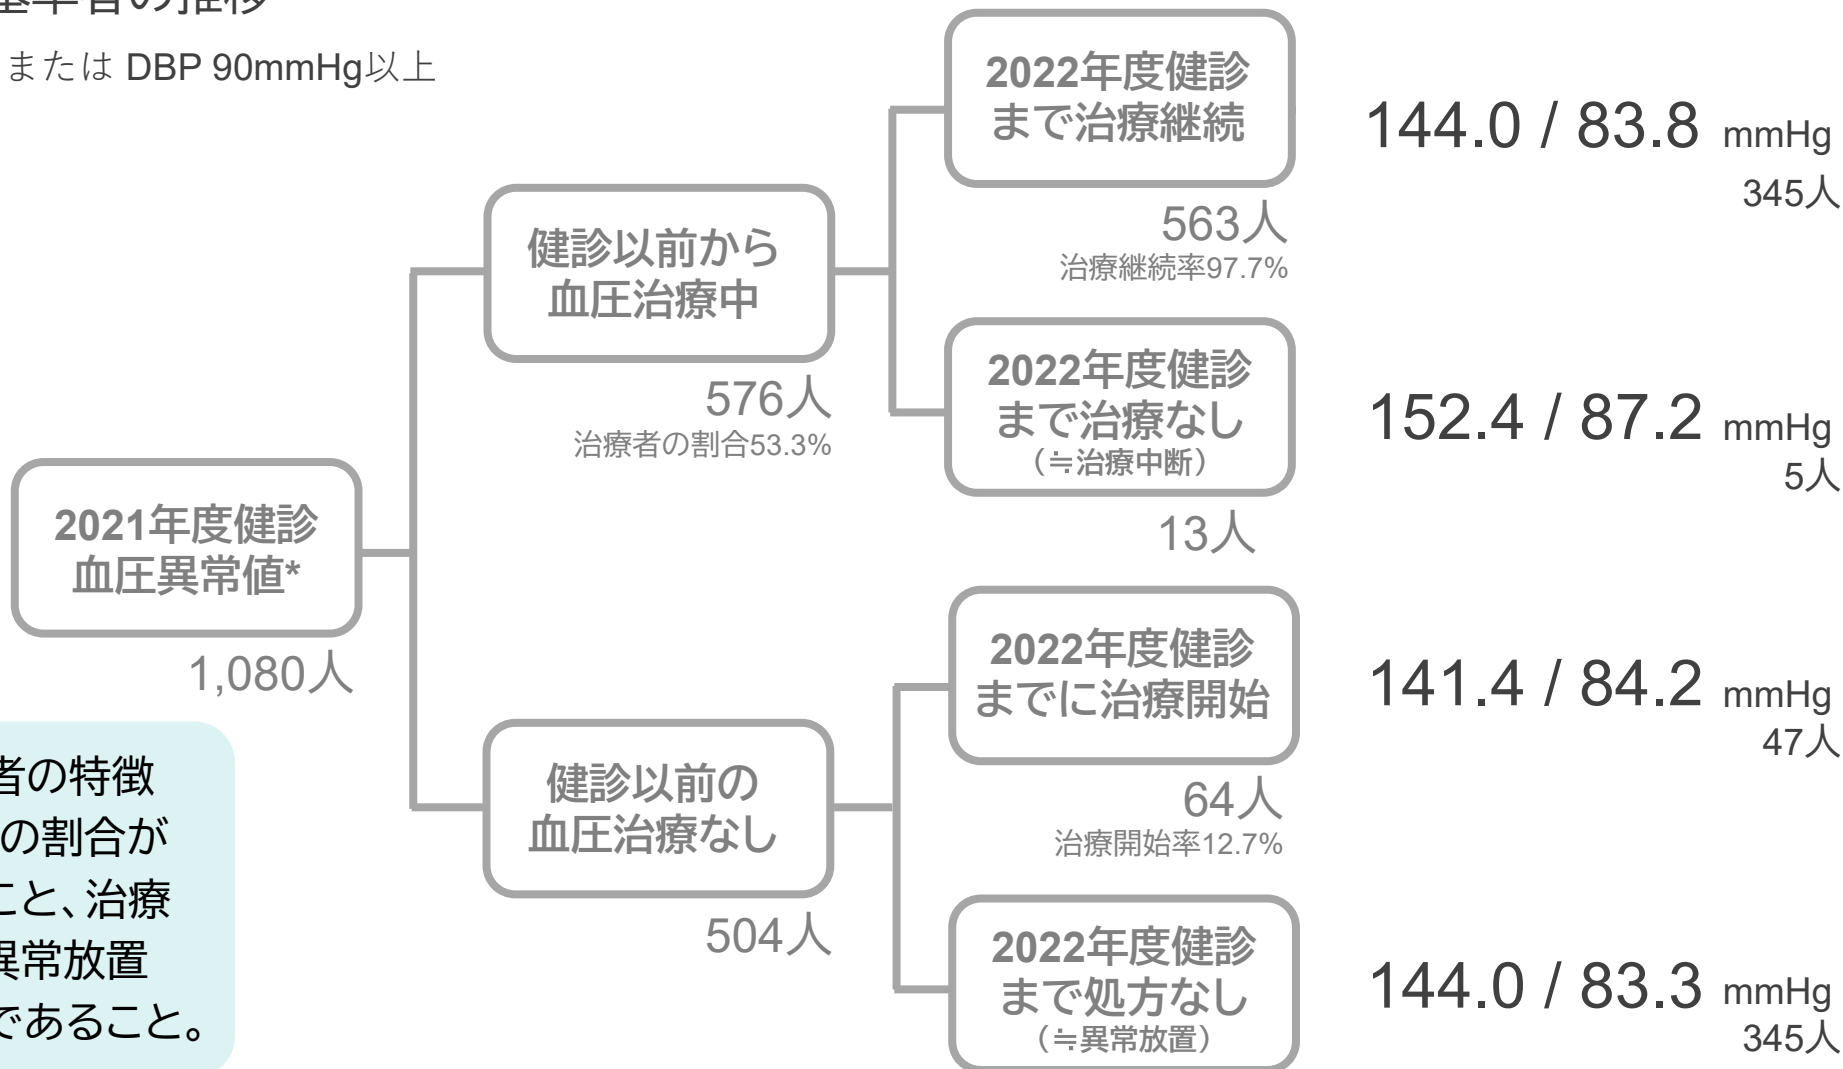 基準者の推移
または DBP 90mmHg以上
2022年度健診
まで治療継続
144.0 / 83.8 mmHg
345人
563人
治療継続率97.7%
健診以前から
血圧治療中
576人
治療者の割合53.3%
2022年度健診
まで治療なし
（≒治療中断）
152.4 / 87.2 mmHg
5人
13人
2021年度健診
血圧異常値*
1,080人
2022年度健診
までに治療開始
141.4 / 84.2 mmHg
47人
64人
治療開始率12.7%
健診以前の
血圧治療なし
504人
2022年度健診
まで処方なし
（≒異常放置）
144.0 / 83.3 mmHg
345人
者の特徴
の割合が
こと、治療
異常放置
であること。